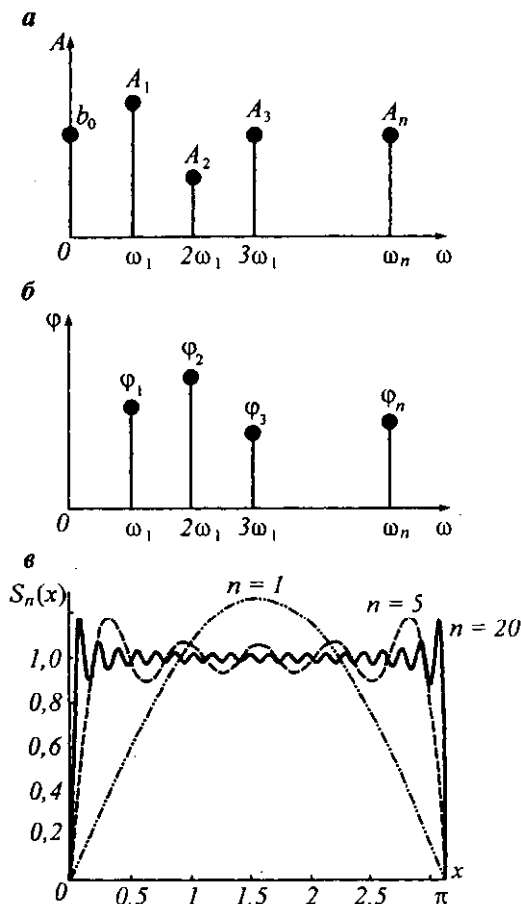 а
A
b₀
A₁
A₂
A₃
Aₙ
0 ω₁ 2ω₁ 3ω₁ ωₙ ω
б
φ
φ₁
φ₂
φ₃
φₙ
0 ω₁ 2ω₁ 3ω₁ ωₙ ω
в
Sₙ(x)
n = 1
n = 5
n = 20
1,0
0,8
0,6
0,4
0,2
x
0 0.5 1 1.5 2 2.5 π